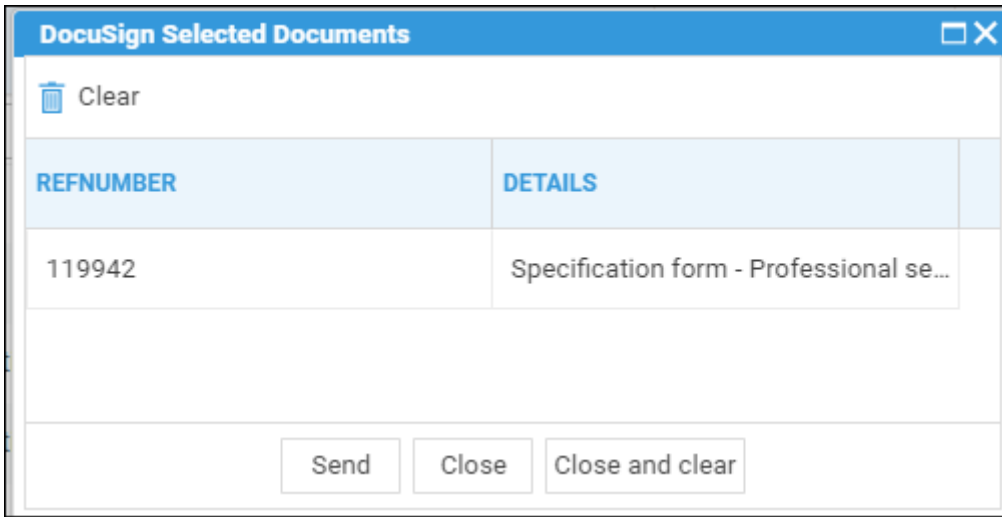 DocuSign Selected Documents
Clear
REFNUMBER DETAILS
119942 Specification form - Professional se...
Send Close Close and clear